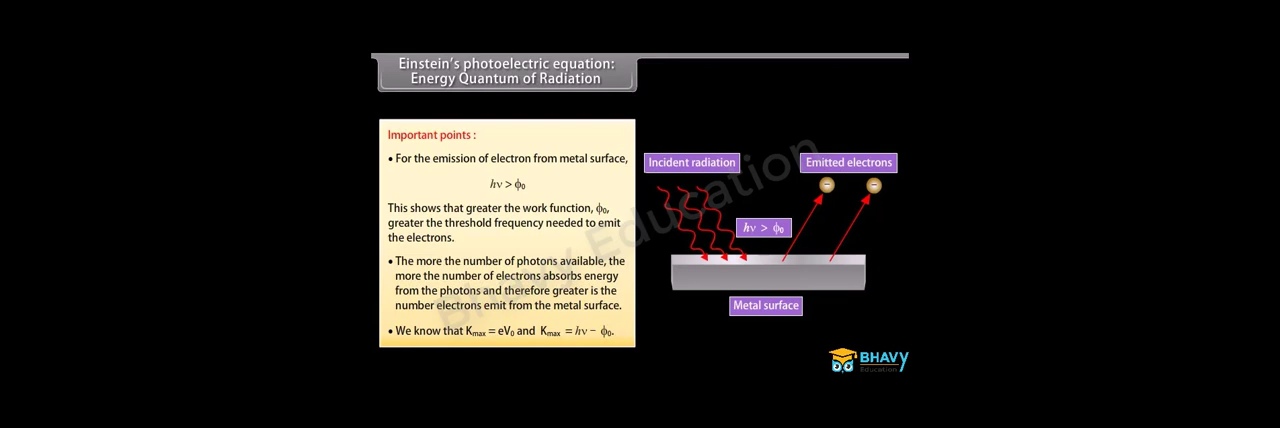 Einstein's photoelectric equation:
Energy Quantum of Radiation
Important points :
• For the emission of electron from metal surface,
hν > ϕ₀
This shows that greater the work function, ϕ₀,
greater the threshold frequency needed to emit
the electrons.
• The more the number of photons available, the
more the number of electrons absorbs energy
from the photons and therefore greater is the
number electrons emit from the metal surface.
• We know that Kₘₐₓ = eV₀ and Kₘₐₓ = hν − ϕ₀.
Incident radiation
Emitted electrons
hν > ϕ₀
Metal surface
Bhavy Education
BHAVY
Education